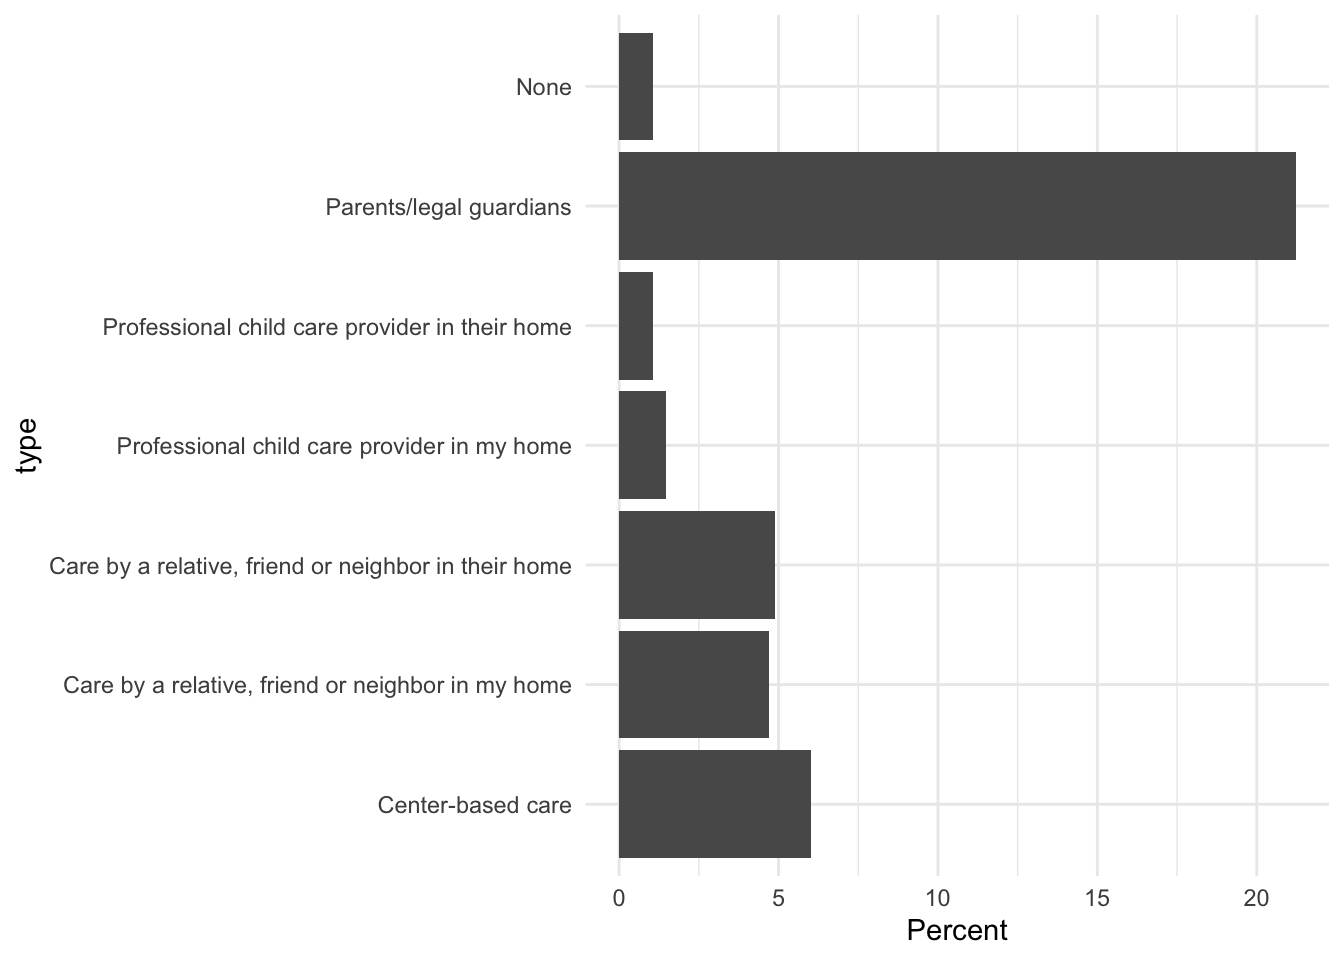 None
Parents/legal guardians
Professional child care provider in their home
Professional child care provider in my home
Care by a relative, friend or neighbor in their home
Care by a relative, friend or neighbor in my home
Center-based care
type
0 5 10 15 20
Percent